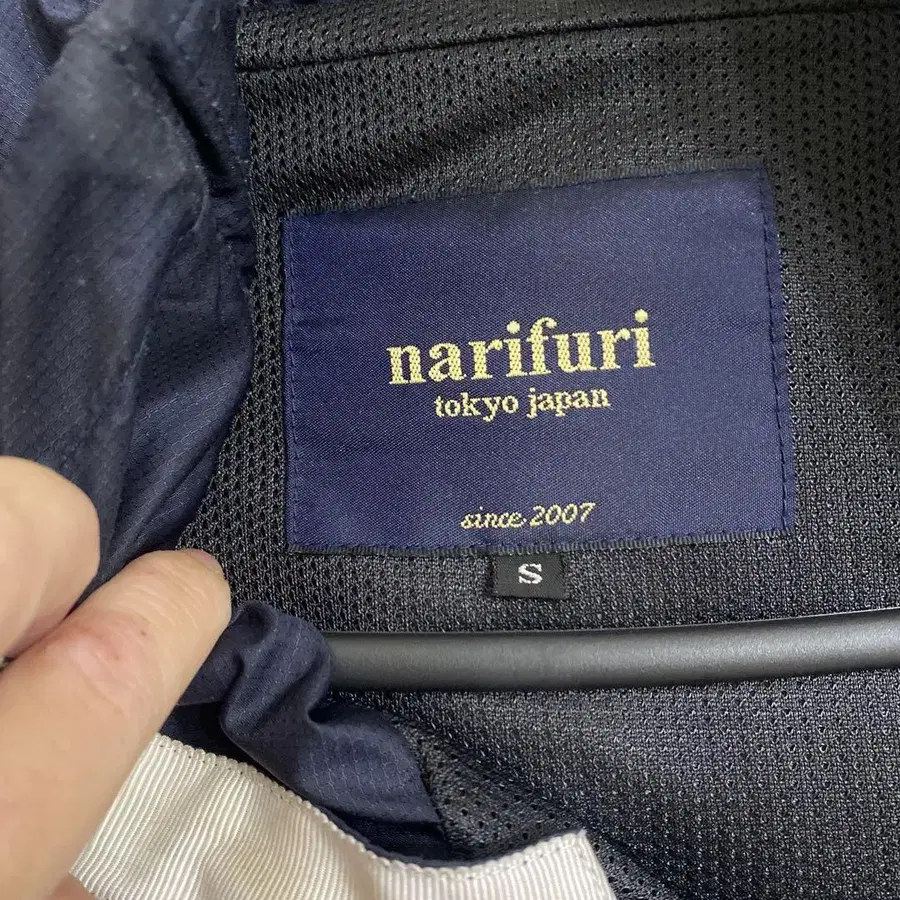 narifuri
tokyo japan
since 2007
S